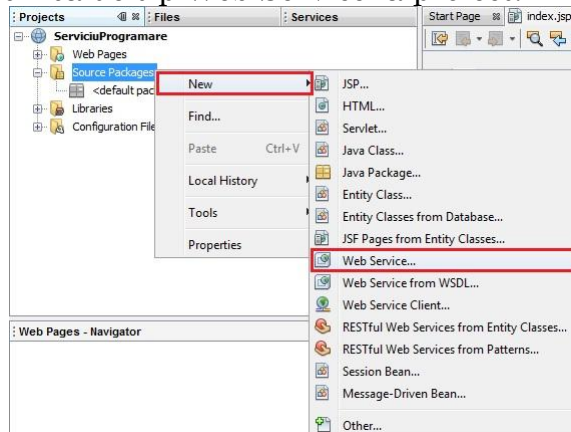 Web Service
Projects Files Services Start Page index.jsp
ServiciuProgramare
Web Pages
Source Packages
<default pac
Libraries
Configuration File
New
Find...
Paste Ctrl+V
Local History
Tools
Properties
JSP...
HTML...
Servlet...
Java Class...
Java Package...
Entity Class...
Entity Classes from Database...
JSF Pages from Entity Classes...
Web Service...
Web Service from WSDL...
Web Service Client...
RESTful Web Services from Entity Classes...
RESTful Web Services from Patterns...
Session Bean...
Message-Driven Bean...
Other...
Web Pages - Navigator